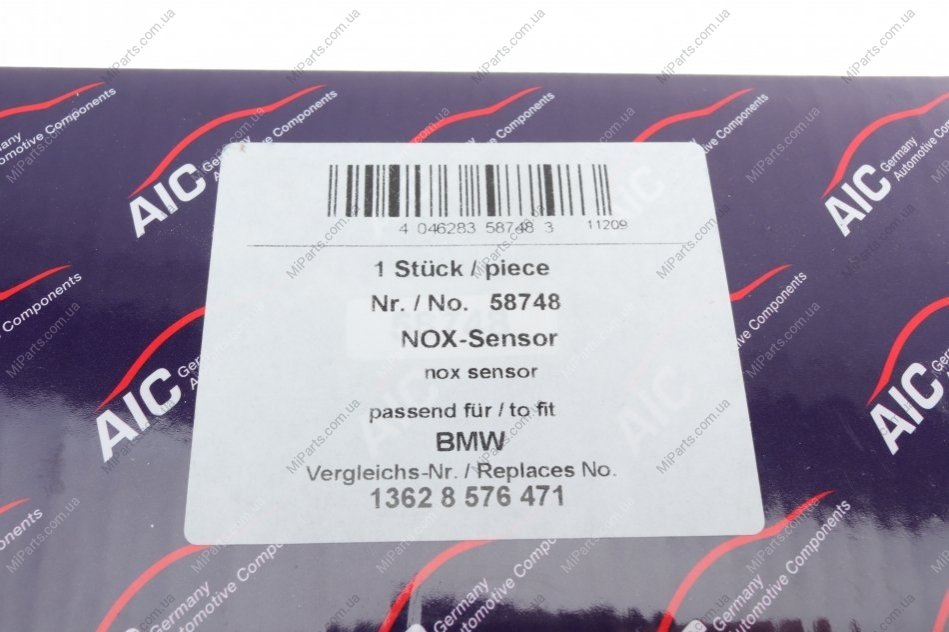 4 046283 58748 3 11209
1 Stück / piece
Nr. / No. 58748
NOX-Sensor
nox sensor
passend für / to fit
BMW
Vergleichs-Nr. / Replaces No.
1362 8 576 471
AIC Germany
Automotive Components
MiParts.com.ua